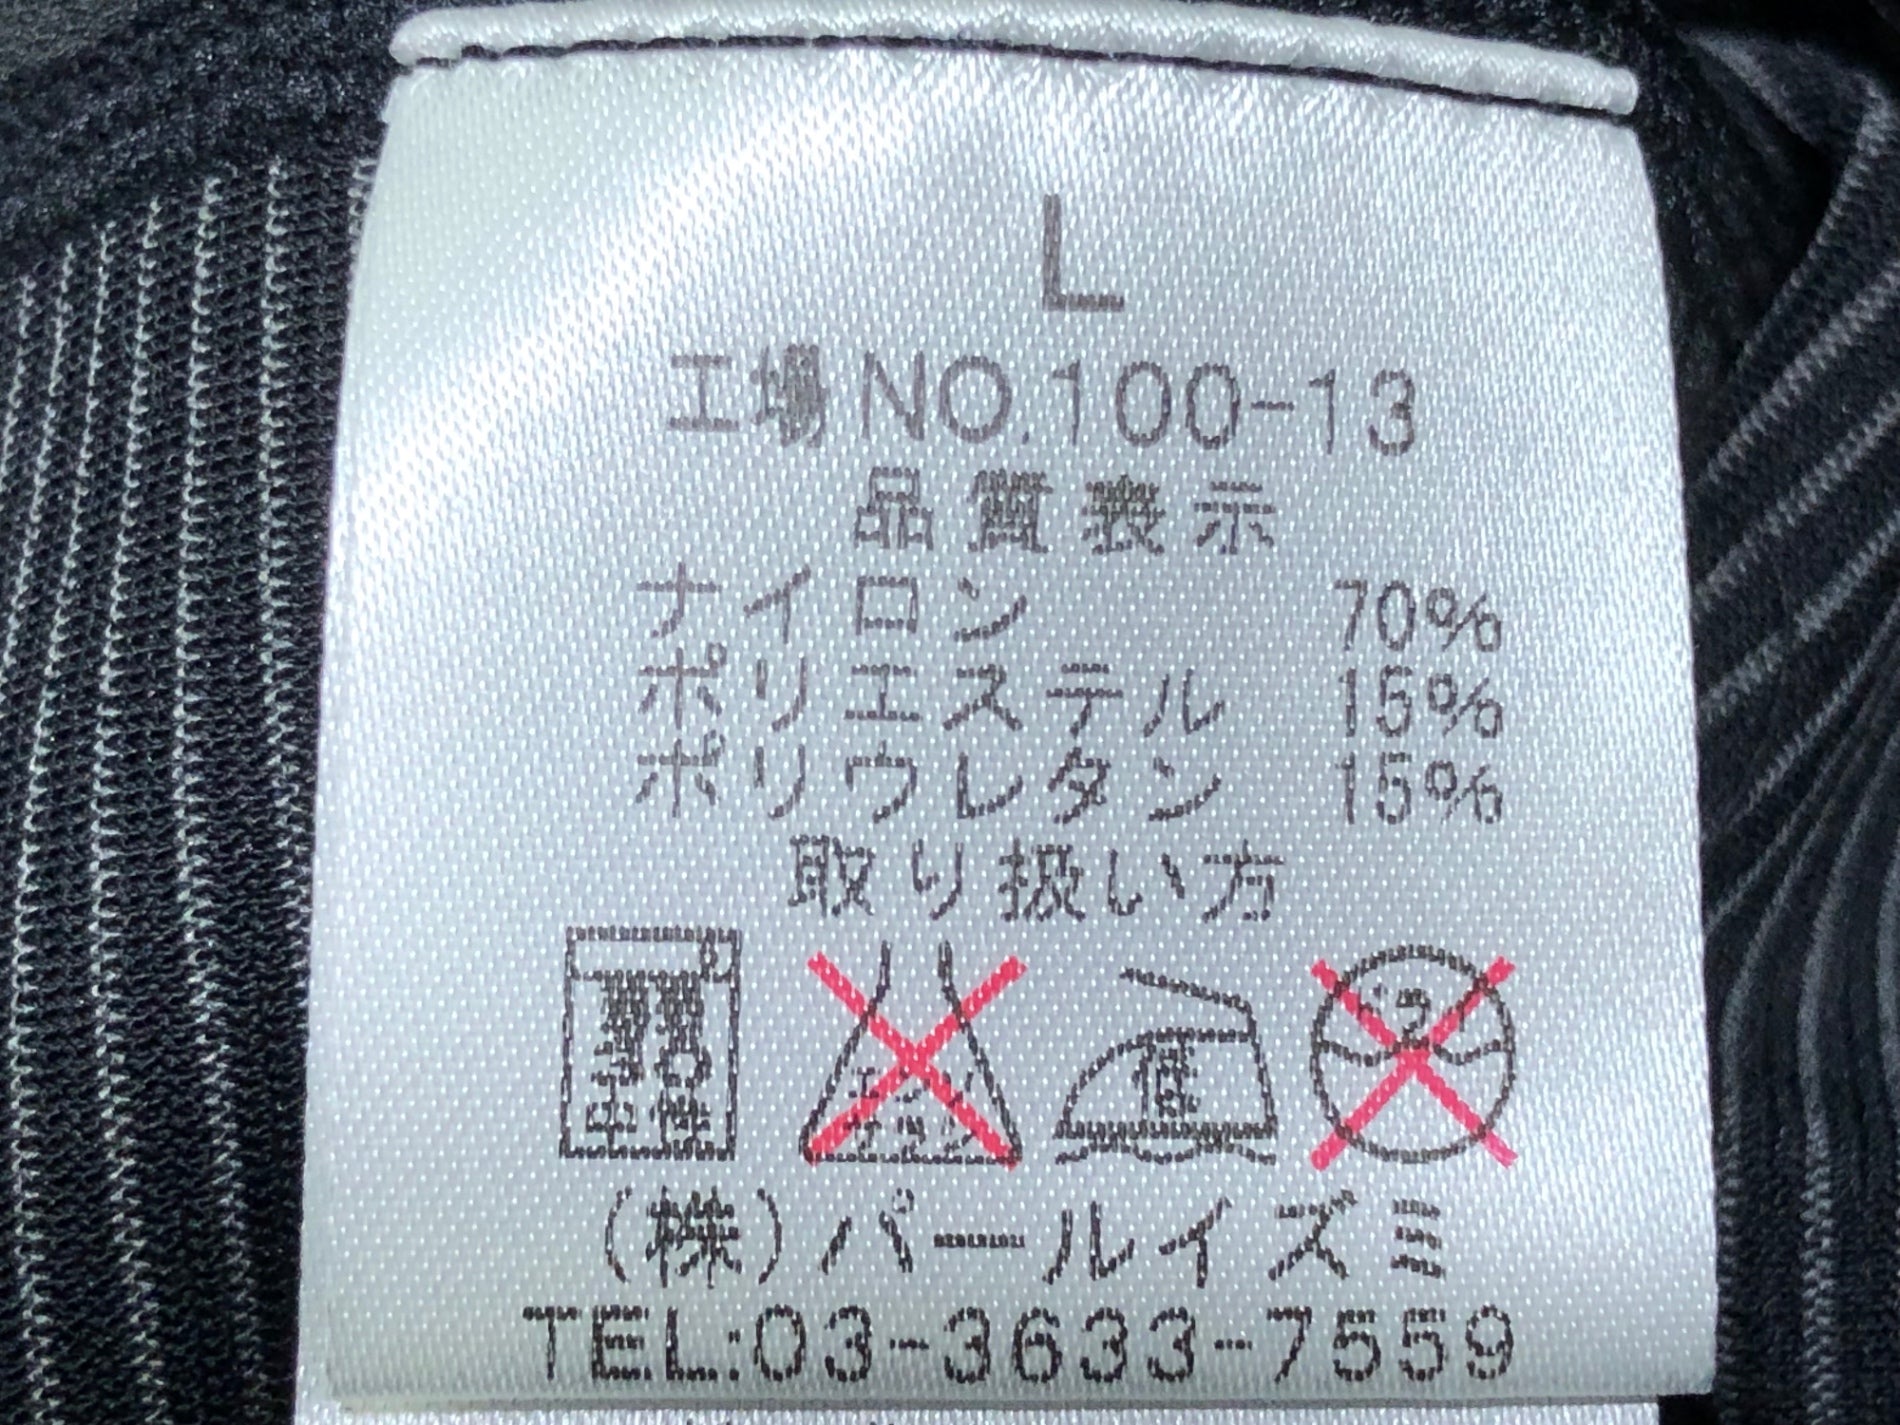 L
工場NO.100-13
品質表示
ナイロン 70%
ポリエステル 15%
ポリウレタン 15%
取り扱い方
低
(株)パールイズミ
TEL:03-3633-7559